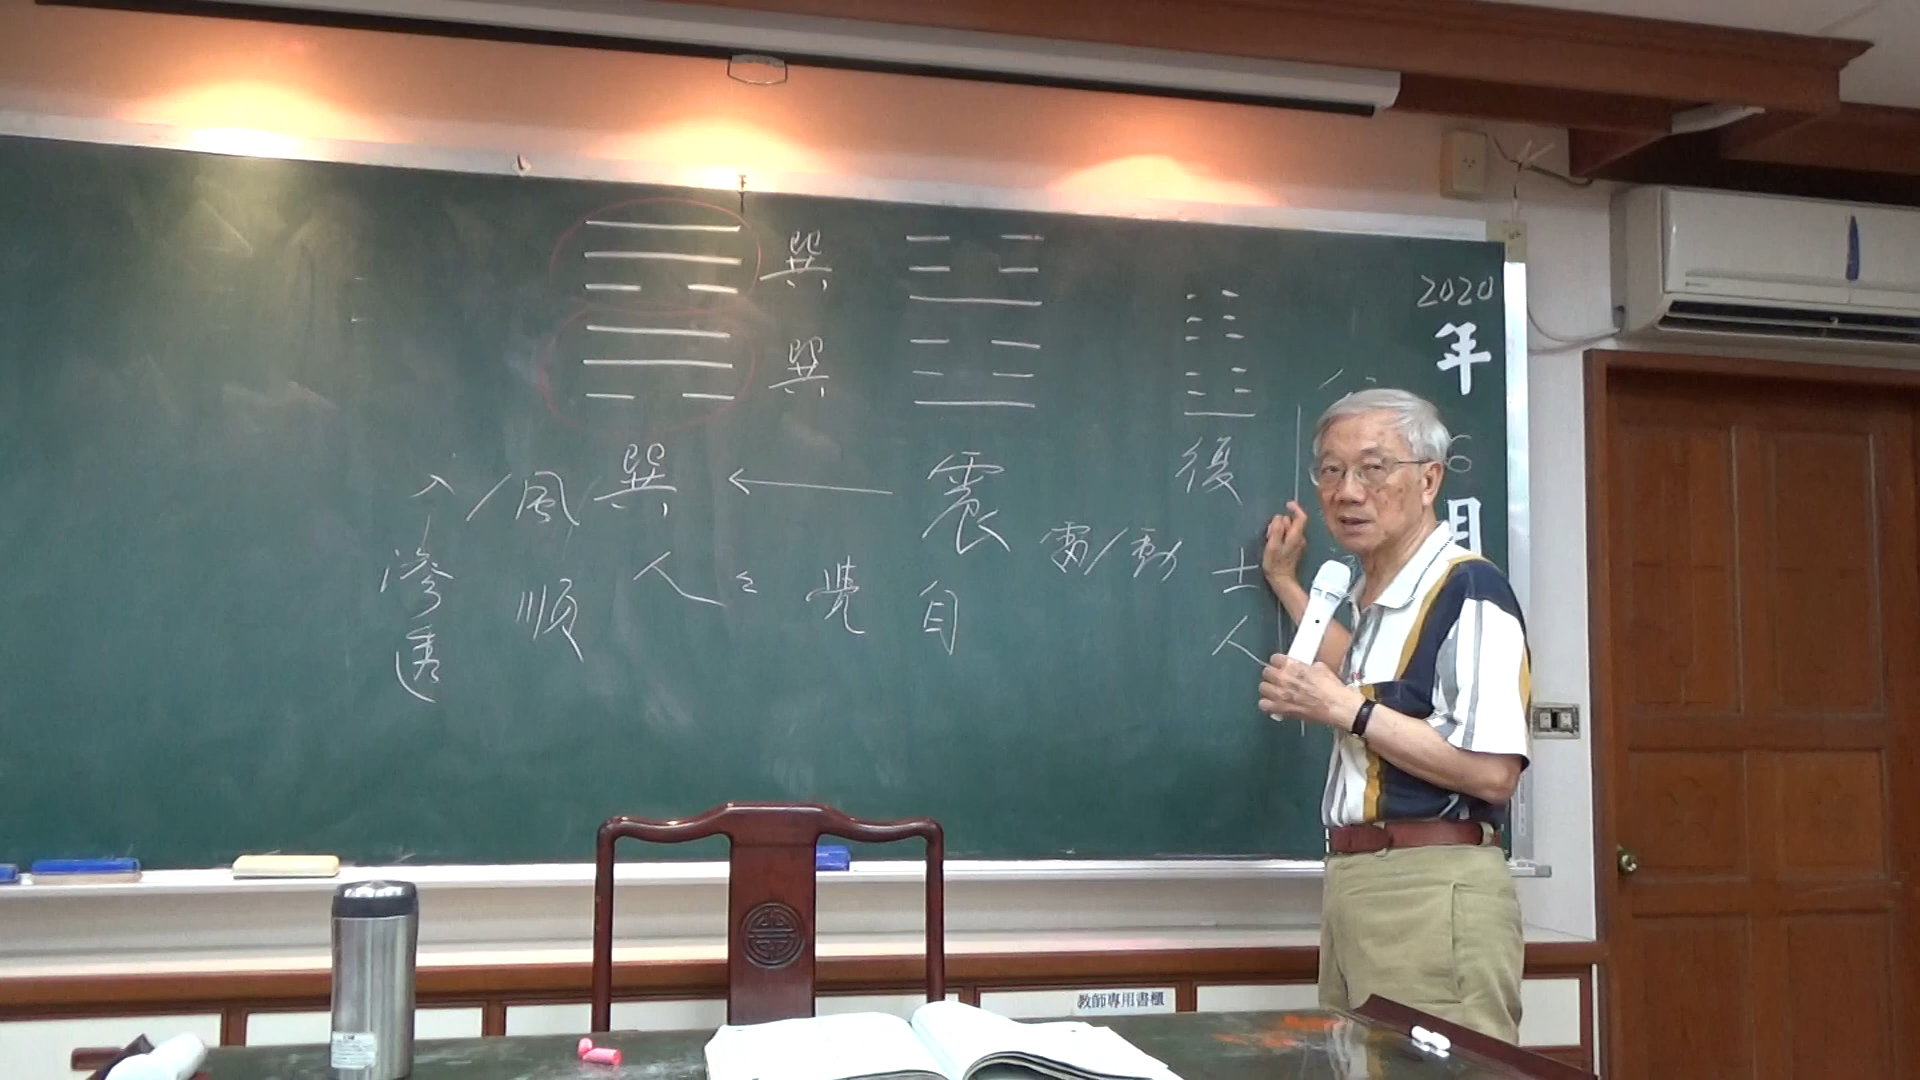 2020
年
6
月
巽
巽
復
震
巽
風/入
雷/動
士人
自覺
人
順
滲透
教師專用書櫃